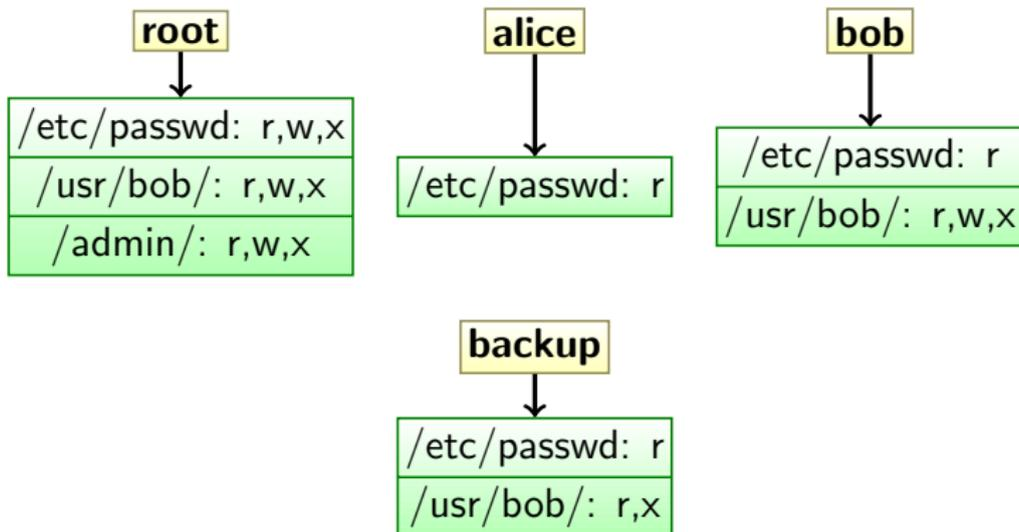 root
/etc/passwd: r,w,x
/usr/bob/: r,w,x
/admin/: r,w,x
alice
/etc/passwd: r
bob
/etc/passwd: r
/usr/bob/: r,w,x
backup
/etc/passwd: r
/usr/bob/: r,x